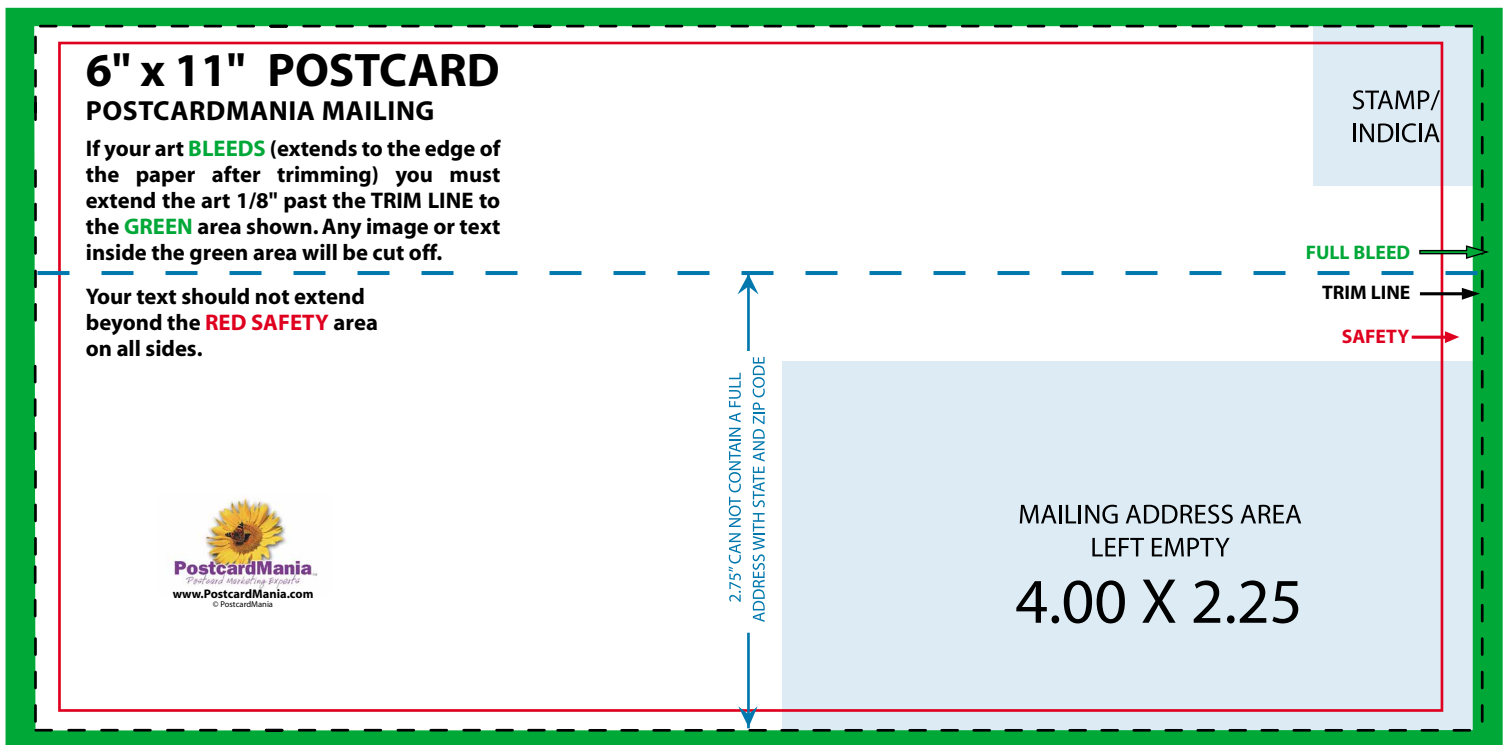 6" x 11" POSTCARD
POSTCARDMANIA MAILING
If your art BLEEDS (extends to the edge of
the paper after trimming) you must
extend the art 1/8" past the TRIM LINE to
the GREEN area shown. Any image or text
inside the green area will be cut off.
Your text should not extend
beyond the RED SAFETY area
on all sides.
STAMP/
INDICIA
FULL BLEED
TRIM LINE
SAFETY
2.75" CAN NOT CONTAIN A FULL
ADDRESS WITH STATE AND ZIP CODE
PostcardMania
Postcard Marketing Experts
www.PostcardMania.com
© PostcardMania
MAILING ADDRESS AREA
LEFT EMPTY
4.00 X 2.25